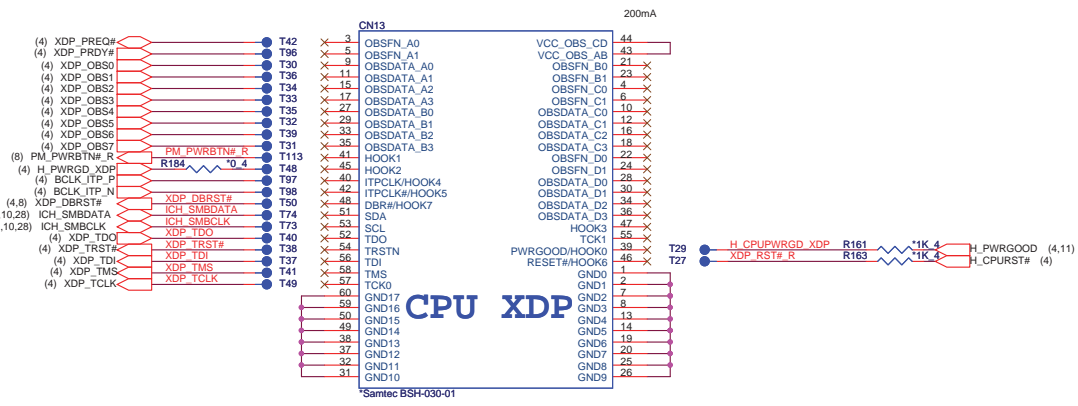 200mA
CN13
(4) XDP_PREQ# T42 3 OBSFN_A0 VCC_OBS_CD 44
(4) XDP_PRDY# T96 5 OBSFN_A1 VCC_OBS_AB 43
(4) XDP_OBS0 T30 9 OBSDATA_A0 OBSFN_B0 21
(4) XDP_OBS1 T36 11 OBSDATA_A1 OBSFN_B1 23
(4) XDP_OBS2 T34 15 OBSDATA_A2 OBSFN_C0 4
(4) XDP_OBS3 T33 17 OBSDATA_A3 OBSFN_C1 6
(4) XDP_OBS4 T35 27 OBSDATA_B0 OBSDATA_C0 10
(4) XDP_OBS5 T32 29 OBSDATA_B1 OBSDATA_C1 12
(4) XDP_OBS6 T39 33 OBSDATA_B2 OBSDATA_C2 16
(4) XDP_OBS7 T31 35 OBSDATA_B3 OBSDATA_C3 18
(8) PM_PWRBTN#_R PM_PWRBTN#_R T113 41 HOOK1 OBSFN_D0 22
(4) H_PWRGD_XDP R184 *0_4 T48 45 HOOK2 OBSFN_D1 24
(4) BCLK_ITP_P T97 40 ITPCLK/HOOK4 OBSDATA_D0 28
(4) BCLK_ITP_N T98 42 ITPCLK#/HOOK5 OBSDATA_D1 30
(4,8) XDP_DBRST# XDP_DBRST# T50 48 DBR#/HOOK7 OBSDATA_D2 34
,10,28) ICH_SMBDATA ICH_SMBDATA T74 51 SDA OBSDATA_D3 36
,10,28) ICH_SMBCLK ICH_SMBCLK T73 53 SCL HOOK3 47
(4) XDP_TDO XDP_TDO T40 52 TDO TCK1 55
(4) XDP_TRST# XDP_TRST# T38 54 TRSTN PWRGOOD/HOOK0 39 T29 H_CPUPWRGD_XDP R161 *1K_4 H_PWRGOOD (4,11)
(4) XDP_TDI XDP_TDI T37 56 TDI RESET#/HOOK6 46 T27 XDP_RST#_R R163 *1K_4 H_CPURST# (4)
(4) XDP_TMS XDP_TMS T41 58 TMS GND0 1
(4) XDP_TCLK XDP_TCLK T49 57 TCK0 GND1 2
60 GND17 GND2 7
59 GND16 CPU XDP GND3 8
50 GND15 GND4 13
49 GND14 GND5 14
38 GND13 GND6 19
37 GND12 GND7 20
32 GND11 GND8 25
31 GND10 GND9 26
*Samtec BSH-030-01